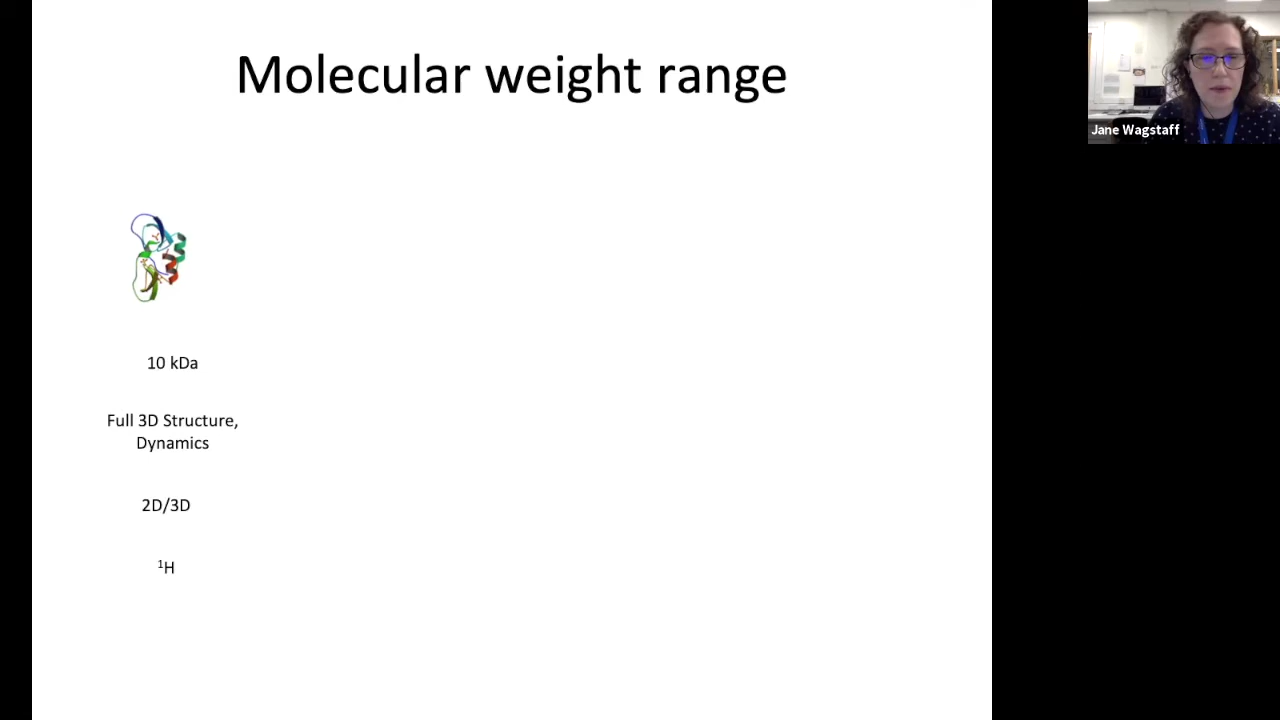 Molecular weight range
Jane Wagstaff
10 kDa
Full 3D Structure,
Dynamics
2D/3D
¹H